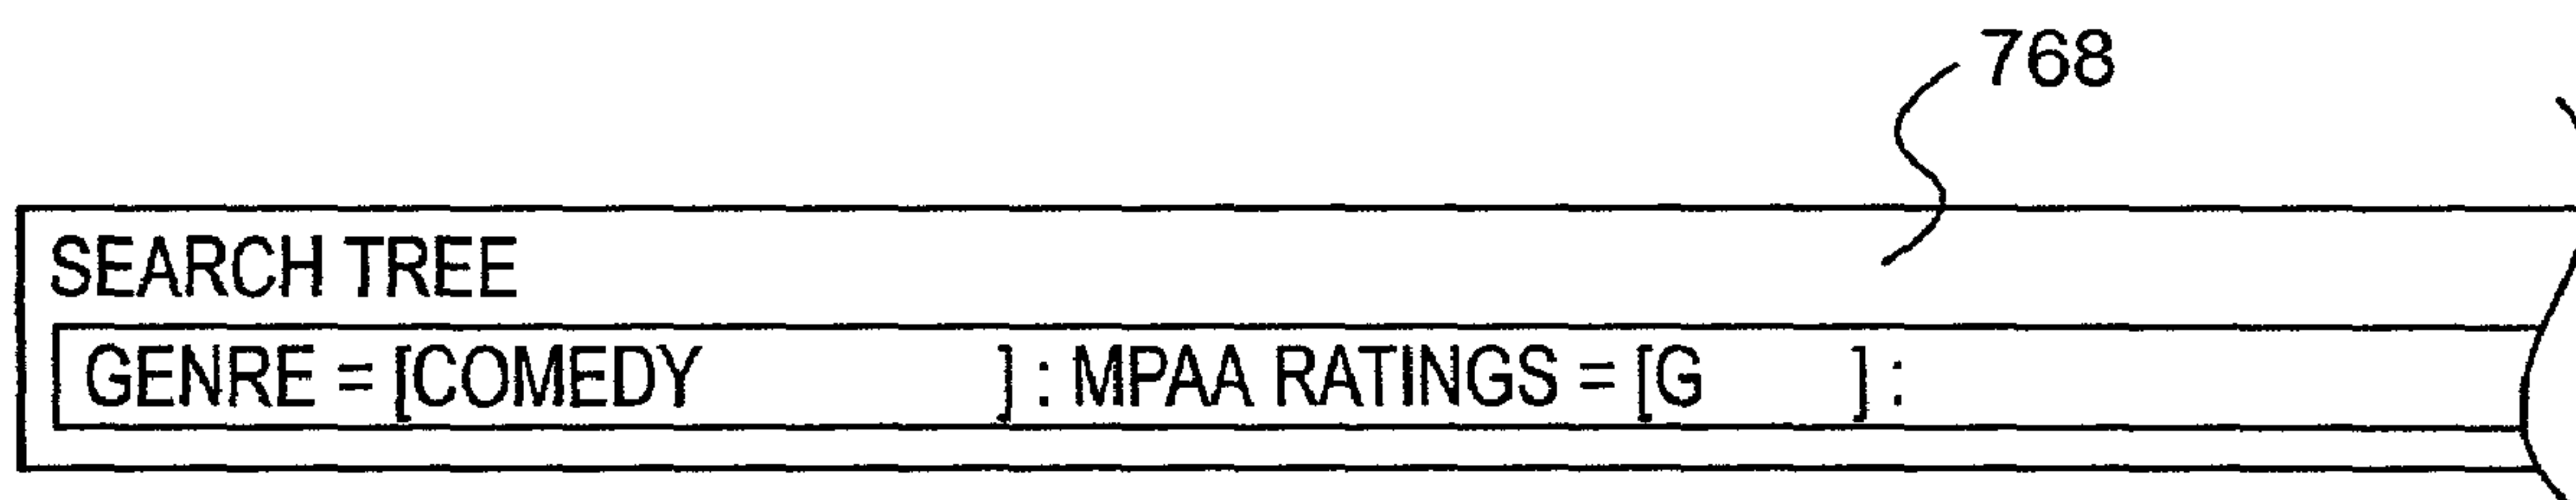 768
SEARCH TREE
GENRE = [COMEDY ] : MPAA RATINGS = [G ] :